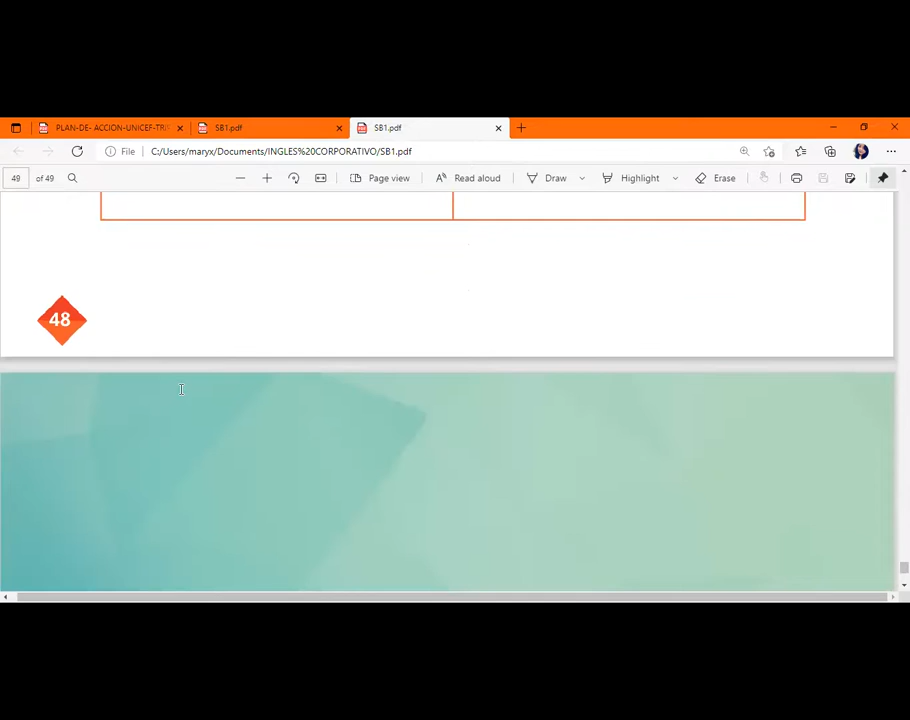 PLAN-DE- ACCION-UNICEF-TRI
SB1.pdf
SB1.pdf
File
C:/Users/maryx/Documents/INGLES%20CORPORATIVO/SB1.pdf
49 of 49
Page view
Read aloud
Draw
Highlight
Erase
48